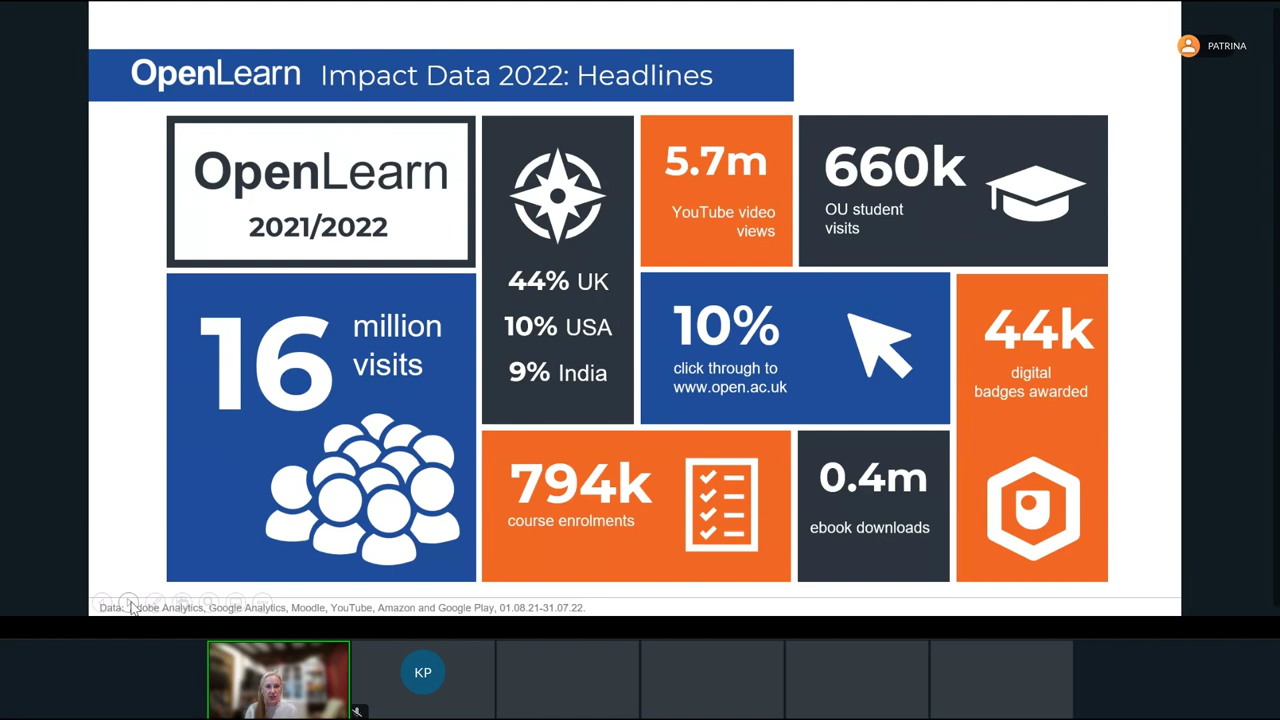 OpenLearn Impact Data 2022: Headlines
PATRINA
OpenLearn
2021/2022
16 million
visits
44% UK
10% USA
9% India
5.7m
YouTube video
views
660k
OU student
visits
10%
click through to
www.open.ac.uk
44k
digital
badges awarded
794k
course enrolments
0.4m
ebook downloads
Data: Adobe Analytics, Google Analytics, Moodle, YouTube, Amazon and Google Play, 01.08.21-31.07.22.
KP